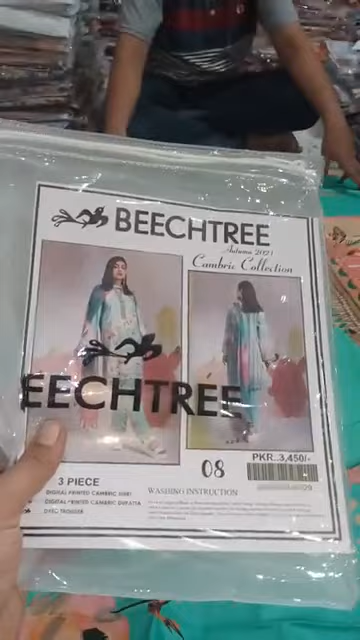 BEECHTREE
Autumn 2021
Cambric Collection
EECHTREE
PKR..3,450/-
08
3 PIECE
DIGITAL PRINTED CAMBRIC SHIRT
DIGITAL PRINTED CAMBRIC DUPATTA
DYED TROUSER
WASHING INSTRUCTION